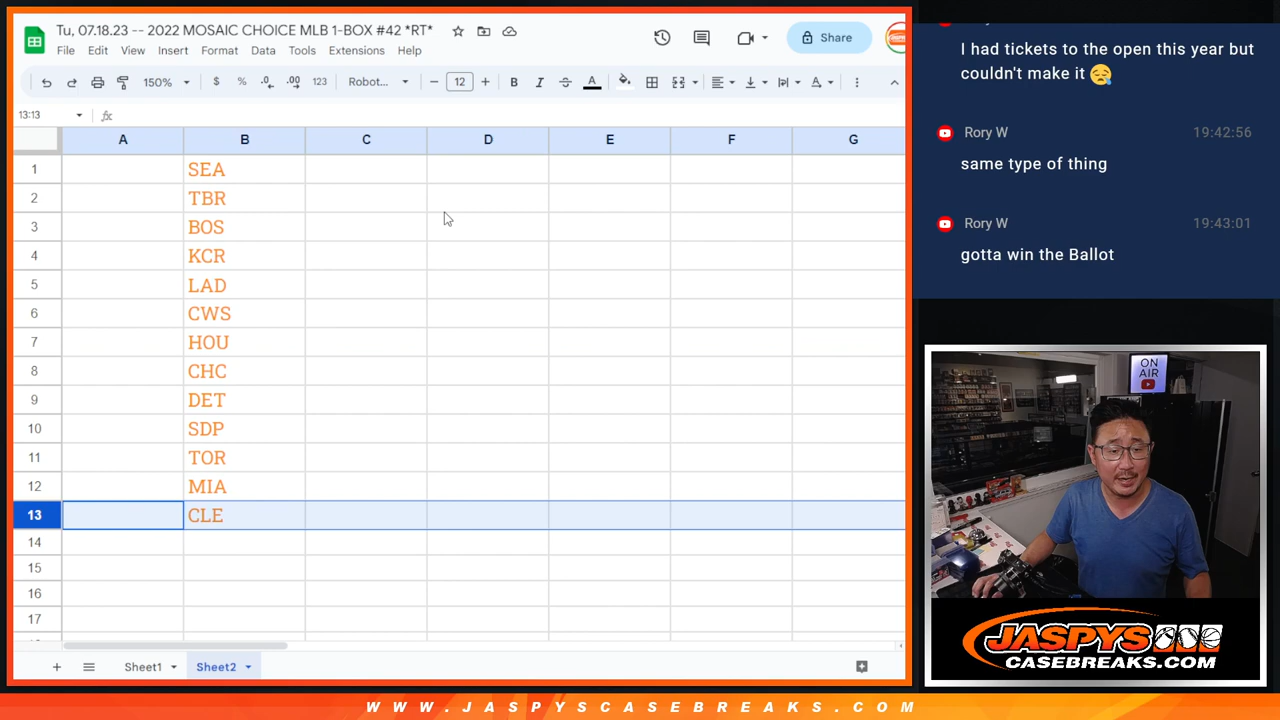 Tu, 07.18.23 -- 2022 MOSAIC CHOICE MLB 1-BOX #42 *RT*
File Edit View Insert Format Data Tools Extensions Help
Share
150% $ % .0 .00 123 Robot... 12 B I A
13:13 fx
A B C D E F G
1 SEA
2 TBR
3 BOS
4 KCR
5 LAD
6 CWS
7 HOU
8 CHC
9 DET
10 SDP
11 TOR
12 MIA
13 CLE
14
15
16
17
Sheet1 Sheet2
I had tickets to the open this year but
couldn't make it 😪
Rory W 19:42:56
same type of thing
Rory W 19:43:01
gotta win the Ballot
ON
AIR
JASPYS
CASEBREAKS.COM
WWW.JASPYSCASEBREAKS.COM